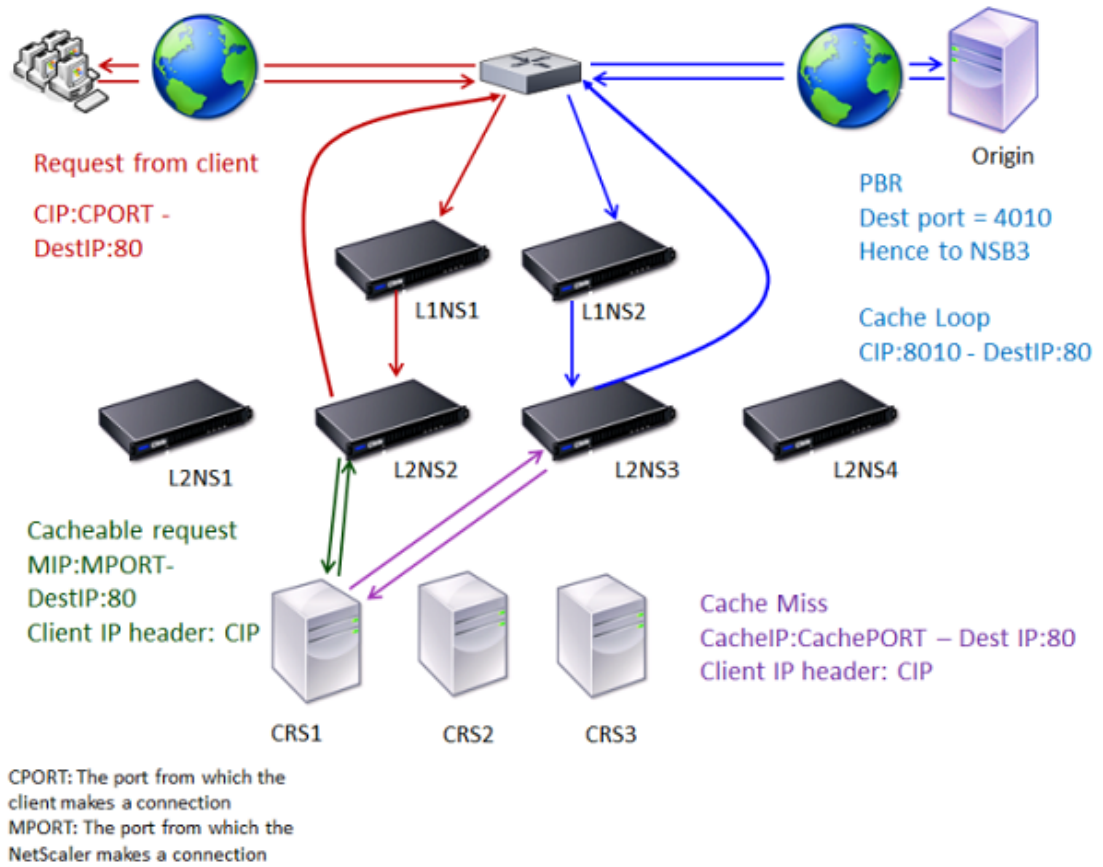 Request from client
CIP:CPORT -
DestIP:80
Origin
PBR
Dest port = 4010
Hence to NSB3
Cache Loop
CIP:8010 - DestIP:80
L1NS1
L1NS2
L2NS1
L2NS2
L2NS3
L2NS4
Cacheable request
MIP:MPORT-
DestIP:80
Client IP header: CIP
Cache Miss
CacheIP:CachePORT – Dest IP:80
Client IP header: CIP
CRS1
CRS2
CRS3
CPORT: The port from which the
client makes a connection
MPORT: The port from which the
NetScaler makes a connection